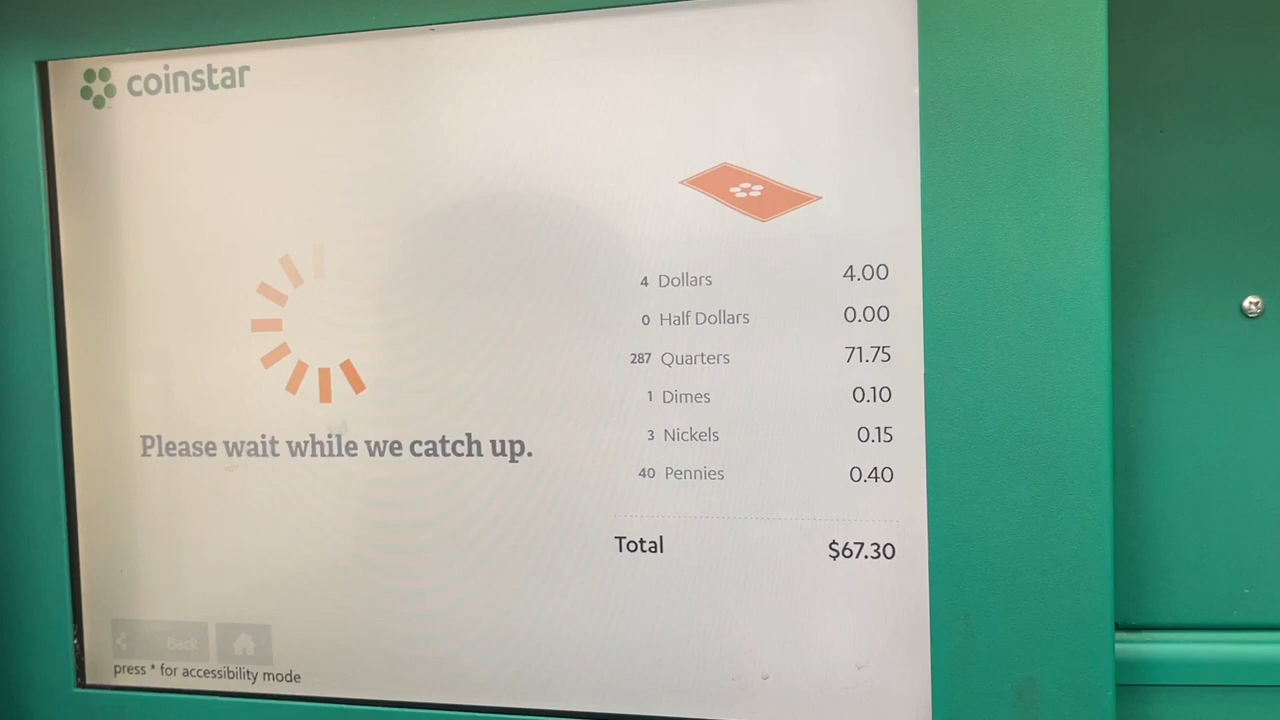 coinstar
4 Dollars 4.00
0 Half Dollars 0.00
287 Quarters 71.75
1 Dimes 0.10
3 Nickels 0.15
40 Pennies 0.40
Total $67.30
Please wait while we catch up.
Back
press * for accessibility mode